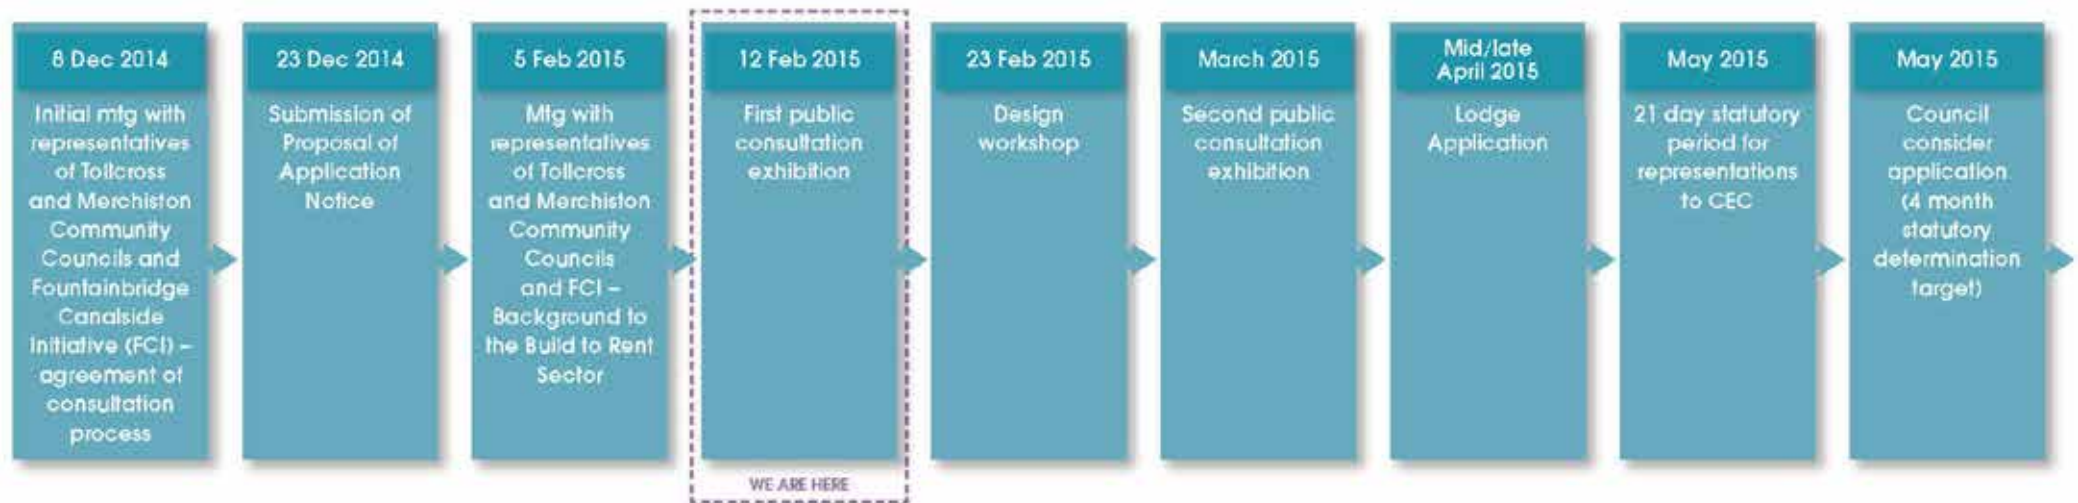 8 Dec 2014
Initial mtg with
representatives
of Tollcross
and Merchiston
Community
Councils and
Fountainbridge
Canalside
Initiative (FCI) –
agreement of
consultation
process
23 Dec 2014
Submission of
Proposal of
Application
Notice
5 Feb 2015
Mtg with
representatives
of Tollcross
and Merchiston
Community
Councils
and FCI –
Background to
the Build to Rent
Sector
12 Feb 2015
First public
consultation
exhibition
WE ARE HERE
23 Feb 2015
Design
workshop
March 2015
Second public
consultation
exhibition
Mid/late
April 2015
Lodge
Application
May 2015
21 day statutory
period for
representations
to CEC
May 2015
Council
consider
application
(4 month
statutory
determination
target)